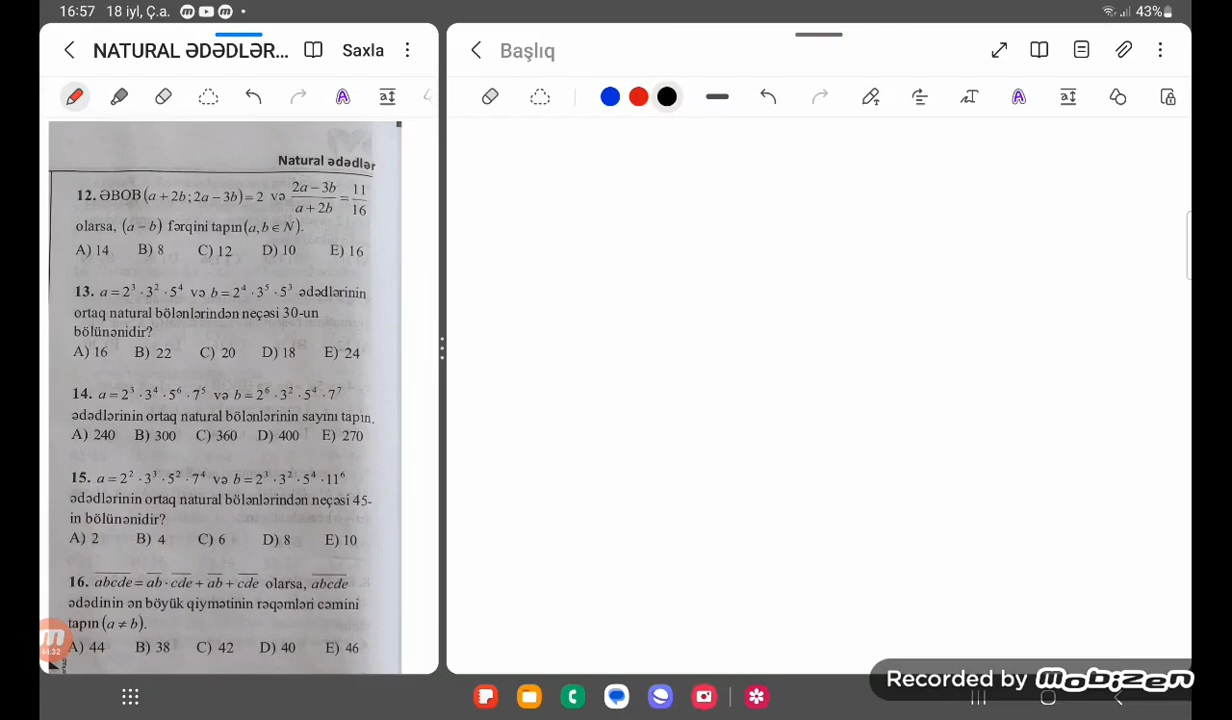 16:57 18 iyl, Ç.a. 43%
NATURAL ƏDƏDLƏR... Saxla
Başlıq
Natural ədədlər
12. ƏBOB(a + 2b; 2a − 3b) = 2 və (2a − 3b)/(a + 2b) = 11/16
olarsa, (a − b) fərqini tapın (a, b ∈ N).
A) 14 B) 8 C) 12 D) 10 E) 16
13. a = 2³ · 3² · 5⁴ və b = 2⁴ · 3⁵ · 5³ ədədlərinin
ortaq natural bölənlərindən neçəsi 30-un
bölünənidir?
A) 16 B) 22 C) 20 D) 18 E) 24
14. a = 2³ · 3⁴ · 5⁶ · 7⁵ və b = 2⁶ · 3² · 5⁴ · 7⁷
ədədlərinin ortaq natural bölənlərinin sayını tapın.
A) 240 B) 300 C) 360 D) 400 E) 270
15. a = 2² · 3³ · 5² · 7⁴ və b = 2³ · 3² · 5⁴ · 11⁶
ədədlərinin ortaq natural bölənlərindən neçəsi 45-
in bölünənidir?
A) 2 B) 4 C) 6 D) 8 E) 10
16. abcde = ab · cde + ab + cde olarsa, abcde
ədədinin ən böyük qiymətinin rəqəmləri cəmini
tapın (a ≠ b).
A) 44 B) 38 C) 42 D) 40 E) 46
44:32
Recorded by mobizen